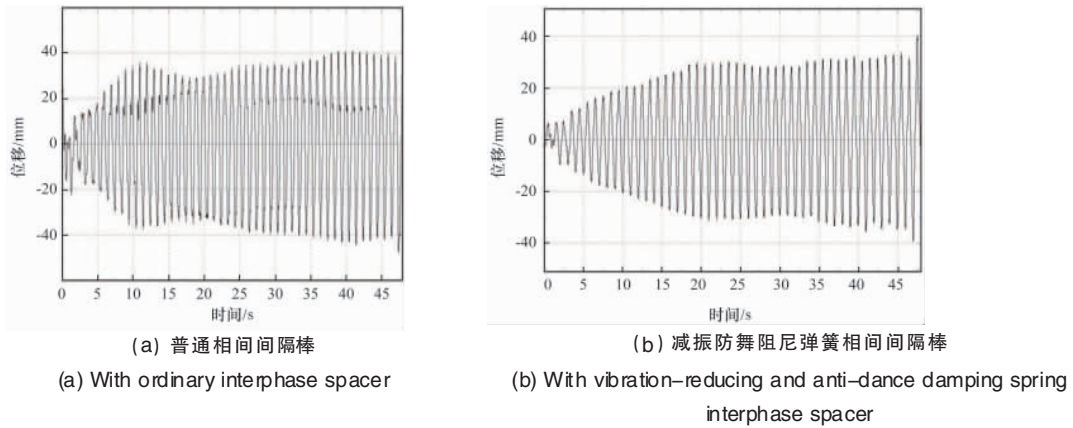 40
20
0
-20
-40
位移/mm
0 5 10 15 20 25 30 35 40 45
时间/s
(a) 普通相间间隔棒
(a) With ordinary interphase spacer
40
20
0
-20
-40
位移/mm
0 5 10 15 20 25 30 35 40 45
时间/s
(b) 减振防舞阻尼弹簧相间间隔棒
(b) With vibration-reducing and anti-dance damping spring
interphase spacer